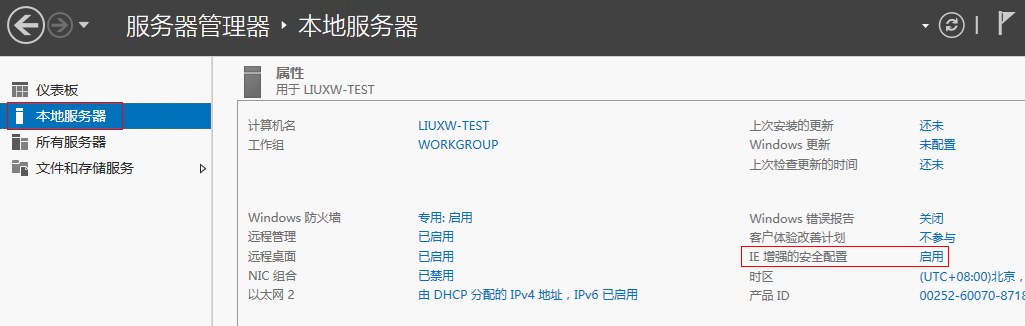 服务器管理器 ‣ 本地服务器
仪表板
本地服务器
所有服务器
文件和存储服务
属性
用于 LIUXW-TEST
计算机名 LIUXW-TEST
工作组 WORKGROUP
上次安装的更新 还未
Windows 更新 未配置
上次检查更新的时间 还未
Windows 防火墙 专用: 启用
远程管理 已启用
远程桌面 已启用
NIC 组合 已禁用
以太网 2 由 DHCP 分配的 IPv4 地址，IPv6 已启用
Windows 错误报告 关闭
客户体验改善计划 不参与
IE 增强的安全配置 启用
时区 (UTC+08:00)北京，
产品 ID 00252-60070-8718